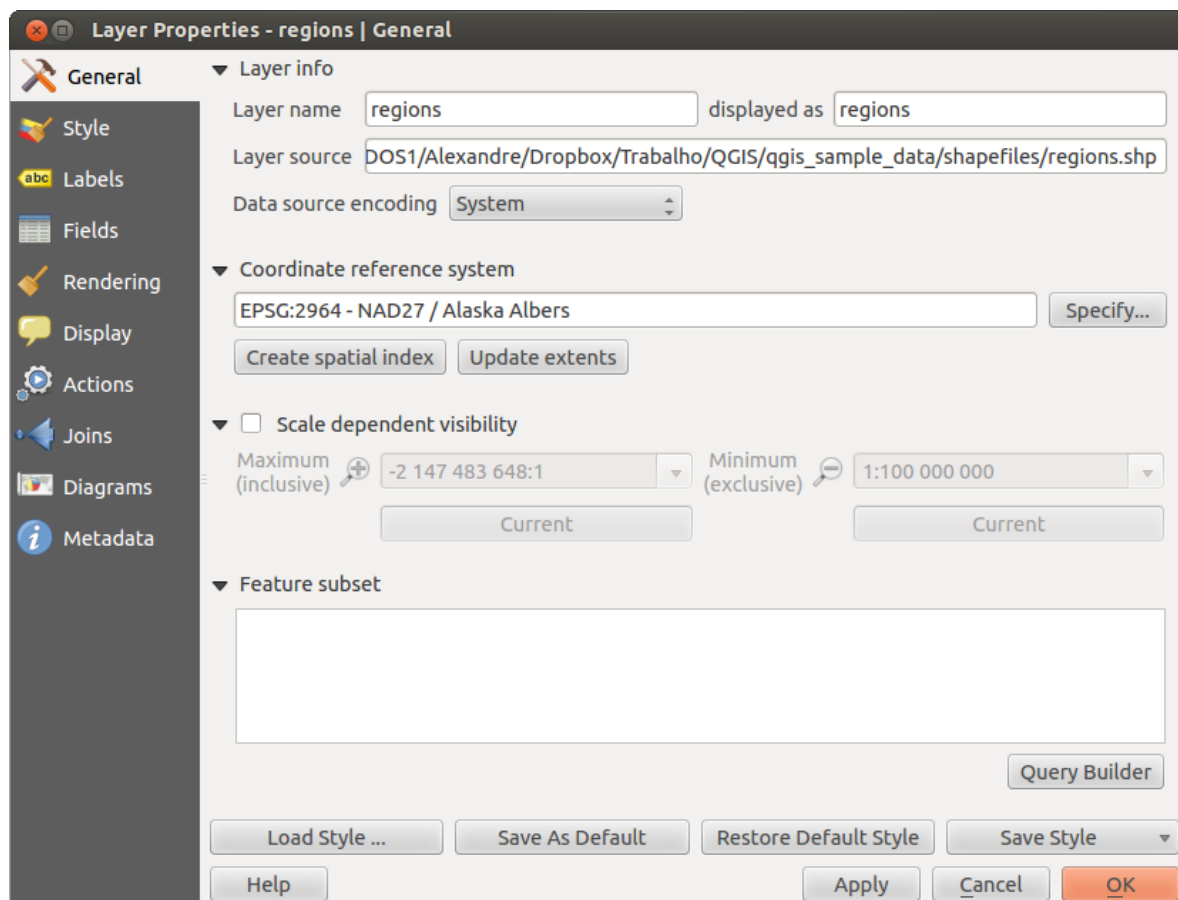 Layer Properties - regions | General
General
Style
abc Labels
Fields
Rendering
Display
Actions
Joins
Diagrams
Metadata
Layer info
Layer name regions displayed as regions
Layer source DOS1/Alexandre/Dropbox/Trabalho/QGIS/qgis_sample_data/shapefiles/regions.shp
Data source encoding System
Coordinate reference system
EPSG:2964 - NAD27 / Alaska Albers Specify...
Create spatial index Update extents
Scale dependent visibility
Maximum (inclusive) -2 147 483 648:1 Minimum (exclusive) 1:100 000 000
Current Current
Feature subset
Query Builder
Load Style ... Save As Default Restore Default Style Save Style
Help Apply Cancel OK